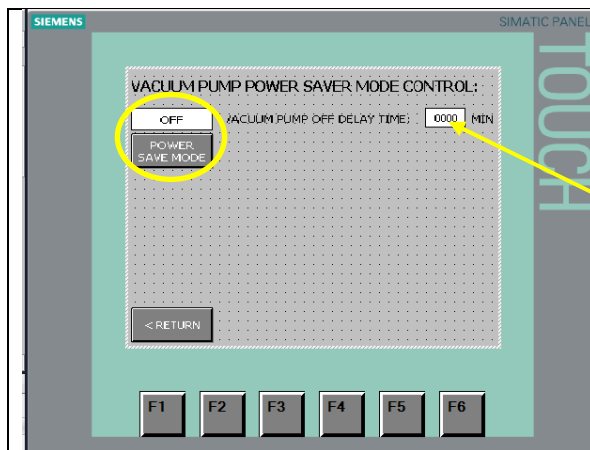 SIEMENS
SIMATIC PANEL
TOUCH
VACUUM PUMP POWER SAVER MODE CONTROL:
OFF
VACUUM PUMP OFF DELAY TIME: 0000 MIN
POWER
SAVE MODE
< RETURN
F1 F2 F3 F4 F5 F6